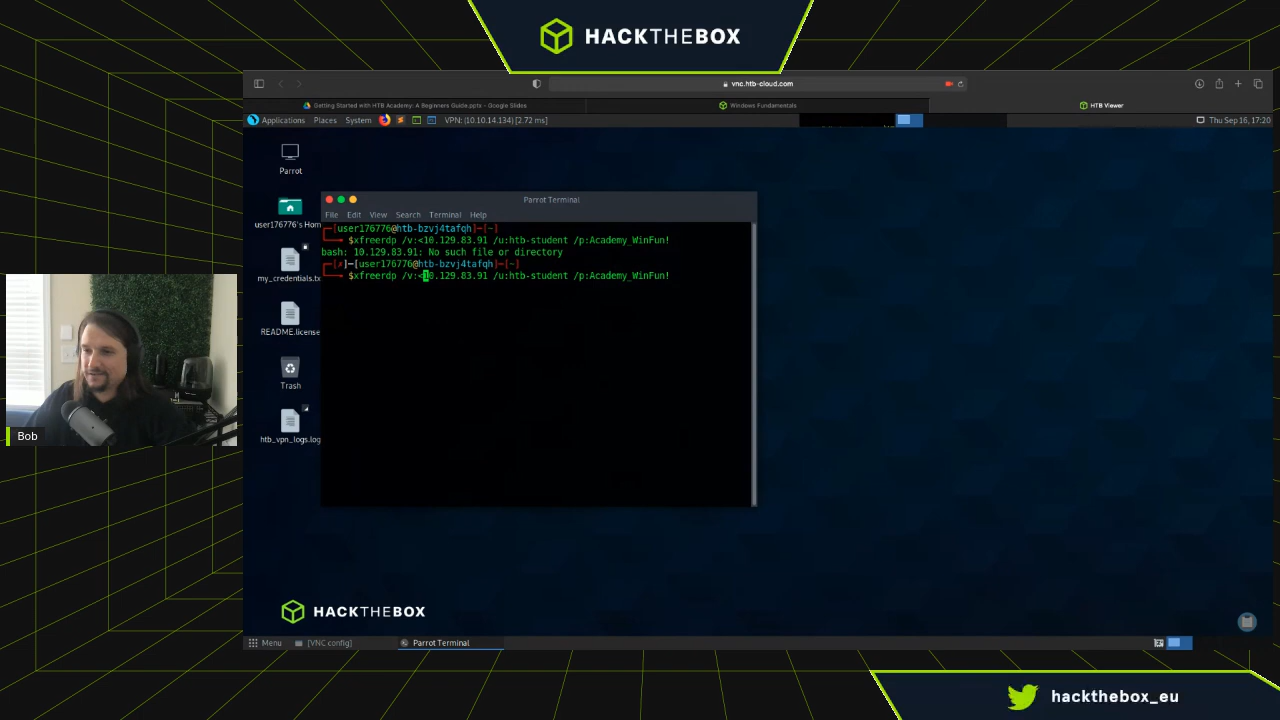 HACKTHEBOX
vnc.htb-cloud.com
Getting Started with HTB Academy: A Beginners Guide.pptx - Google Slides
Windows Fundamentals
HTB Viewer
Applications Places System VPN: (10.10.14.134) [2.72 ms]
Thu Sep 16, 17:20
Parrot
user176776's Hom
my_credentials.tx
README.license
Trash
htb_vpn_logs.log
Parrot Terminal
File Edit View Search Terminal Help
[user176776@htb-bzvj4tafqh]-[~]
$xfreerdp /v:<10.129.83.91 /u:htb-student /p:Academy_WinFun!
bash: 10.129.83.91: No such file or directory
[✗]-[user176776@htb-bzvj4tafqh]-[~]
$xfreerdp /v:<10.129.83.91 /u:htb-student /p:Academy_WinFun!
Bob
HACKTHEBOX
Menu [VNC config] Parrot Terminal
hackthebox_eu